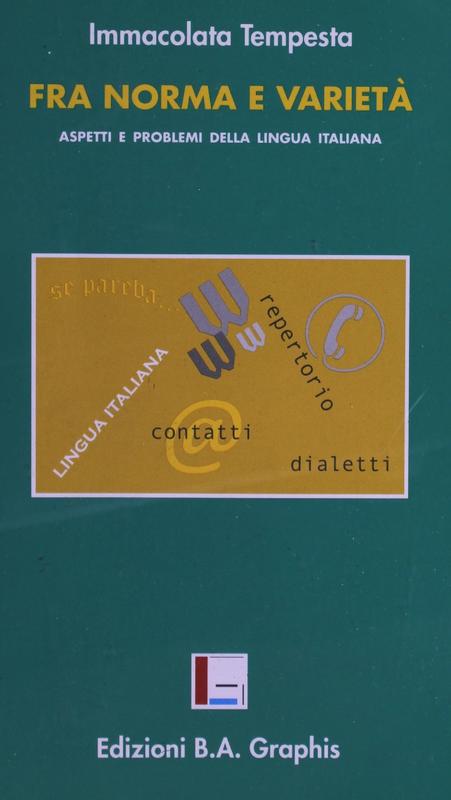 Immacolata Tempesta
FRA NORMA E VARIETÀ
ASPETTI E PROBLEMI DELLA LINGUA ITALIANA
se pareba...
W
W
W
repertorio
LINGUA ITALIANA
@
contatti
dialetti
Edizioni B.A. Graphis